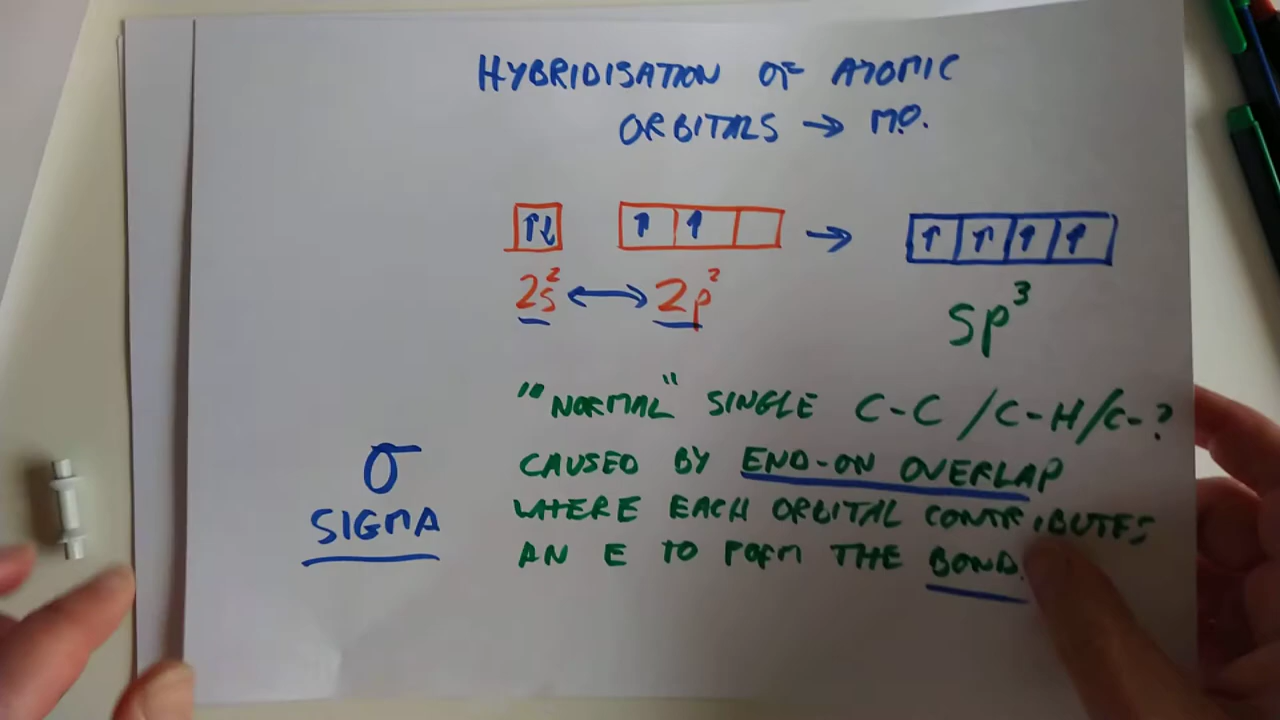 HYBRIDISATION OF ATOMIC
ORBITALS → M.O.
↑↓ ↑ ↑ → ↑ ↑ ↑ ↑
2s² ↔ 2p² sp³
"NORMAL" SINGLE C-C / C-H / C-?
CAUSED BY END-ON OVERLAP
WHERE EACH ORBITAL CONTRIBUTES
AN E TO FORM THE BOND.
σ
SIGMA